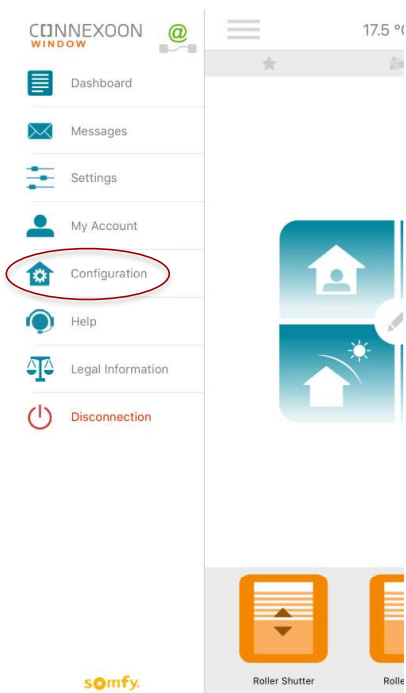 CONNEXOON
WINDOW
@
17.5 °C
Dashboard
Messages
Settings
My Account
Configuration
Help
Legal Information
Disconnection
somfy.
Roller Shutter
Rolle